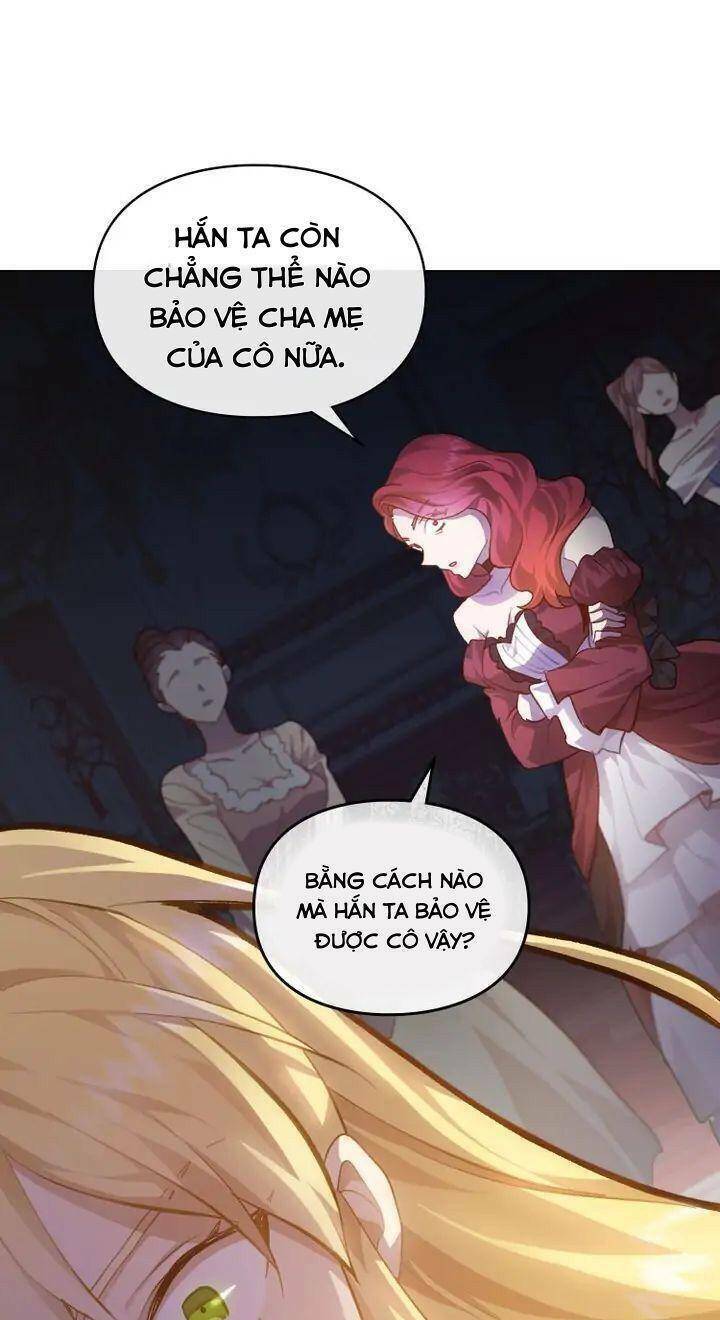 HẮN TA CÒN
CHẲNG THỂ NÀO
BẢO VỆ CHA MẸ
CỦA CÔ NỮA.
BẰNG CÁCH NÀO
MÀ HẮN TA BẢO VỆ
ĐƯỢC CÔ VẬY?